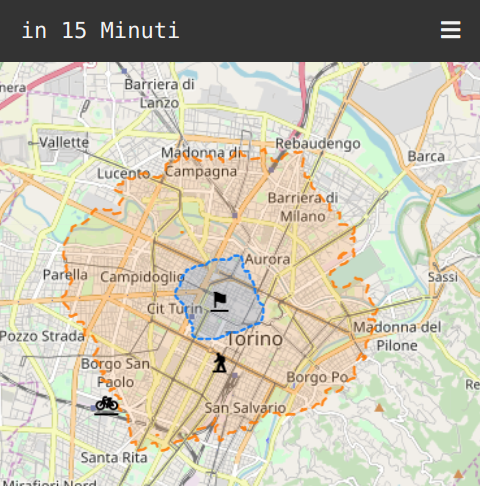 in 15 Minuti
nera
Barriera di
Lanzo
Vallette
Madonna di
Campagna
Rebaudengo
Barca
Lucento
Barriera di
Milano
Aurora
Parella
Campidoglio
Sassi
Cit Turin
Pozzo Strada
Torino
Madonna del
Pilone
Borgo San
Paolo
Borgo Po
Re
San Salvario
Santa Rita
Mirafiori Nord